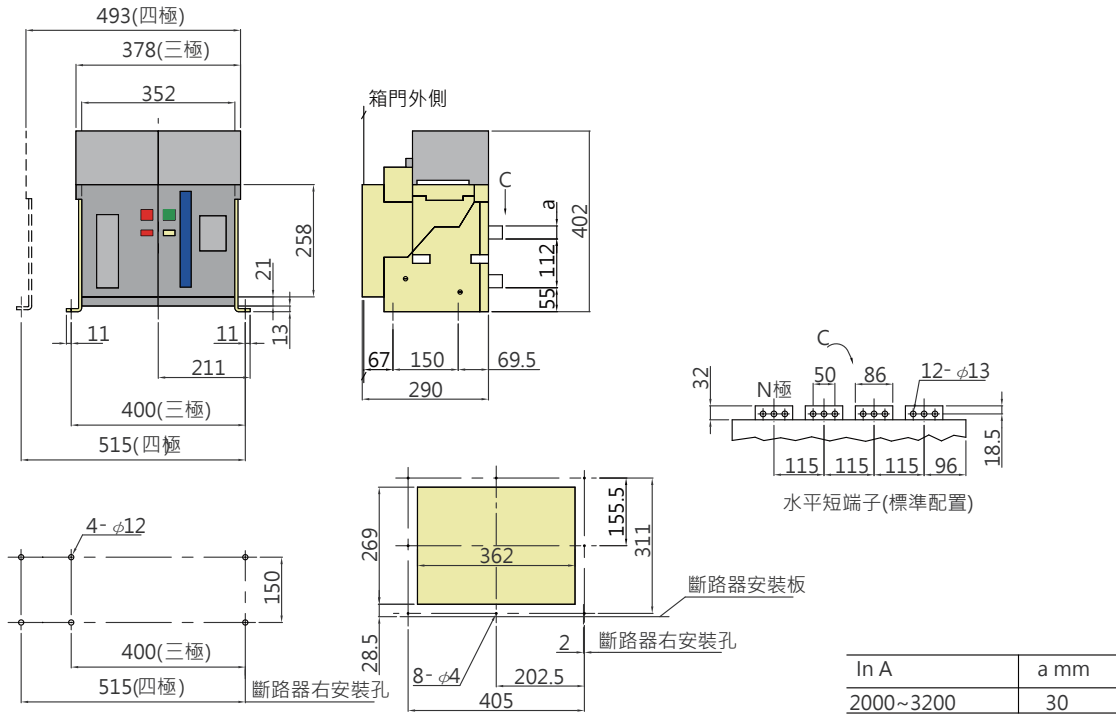 493(四極)
378(三極)
352
258
21
13
11
11
211
400(三極)
515(四極
箱門外側
C
a
402
112
55
67
150
69.5
290
C
32
N極
50
86
12- φ13
18.5
115
115
115
96
水平短端子(標準配置)
4- φ12
150
400(三極)
515(四極)
斷路器右安裝孔
269
362
155.5
311
28.5
斷路器安裝板
2
斷路器右安裝孔
8- φ4
202.5
405
In A a mm
2000~3200 30